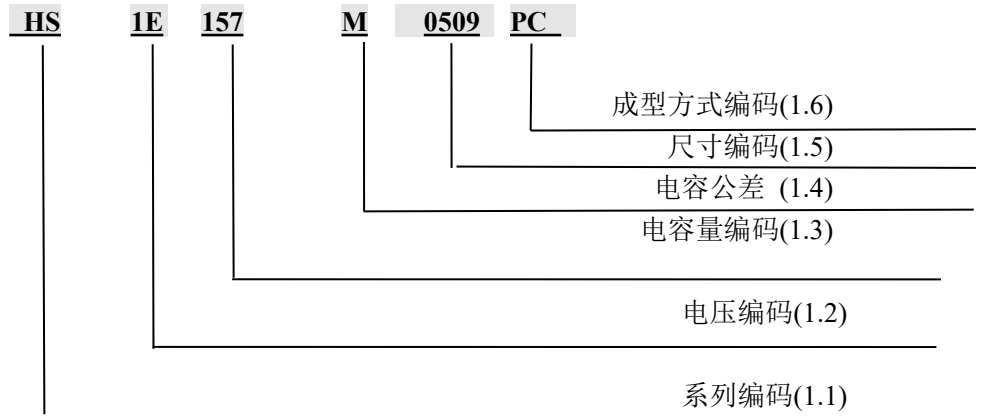 HS 1E 157 M 0509 PC
成型方式编码(1.6)
尺寸编码(1.5)
电容公差 (1.4)
电容量编码(1.3)
电压编码(1.2)
系列编码(1.1)